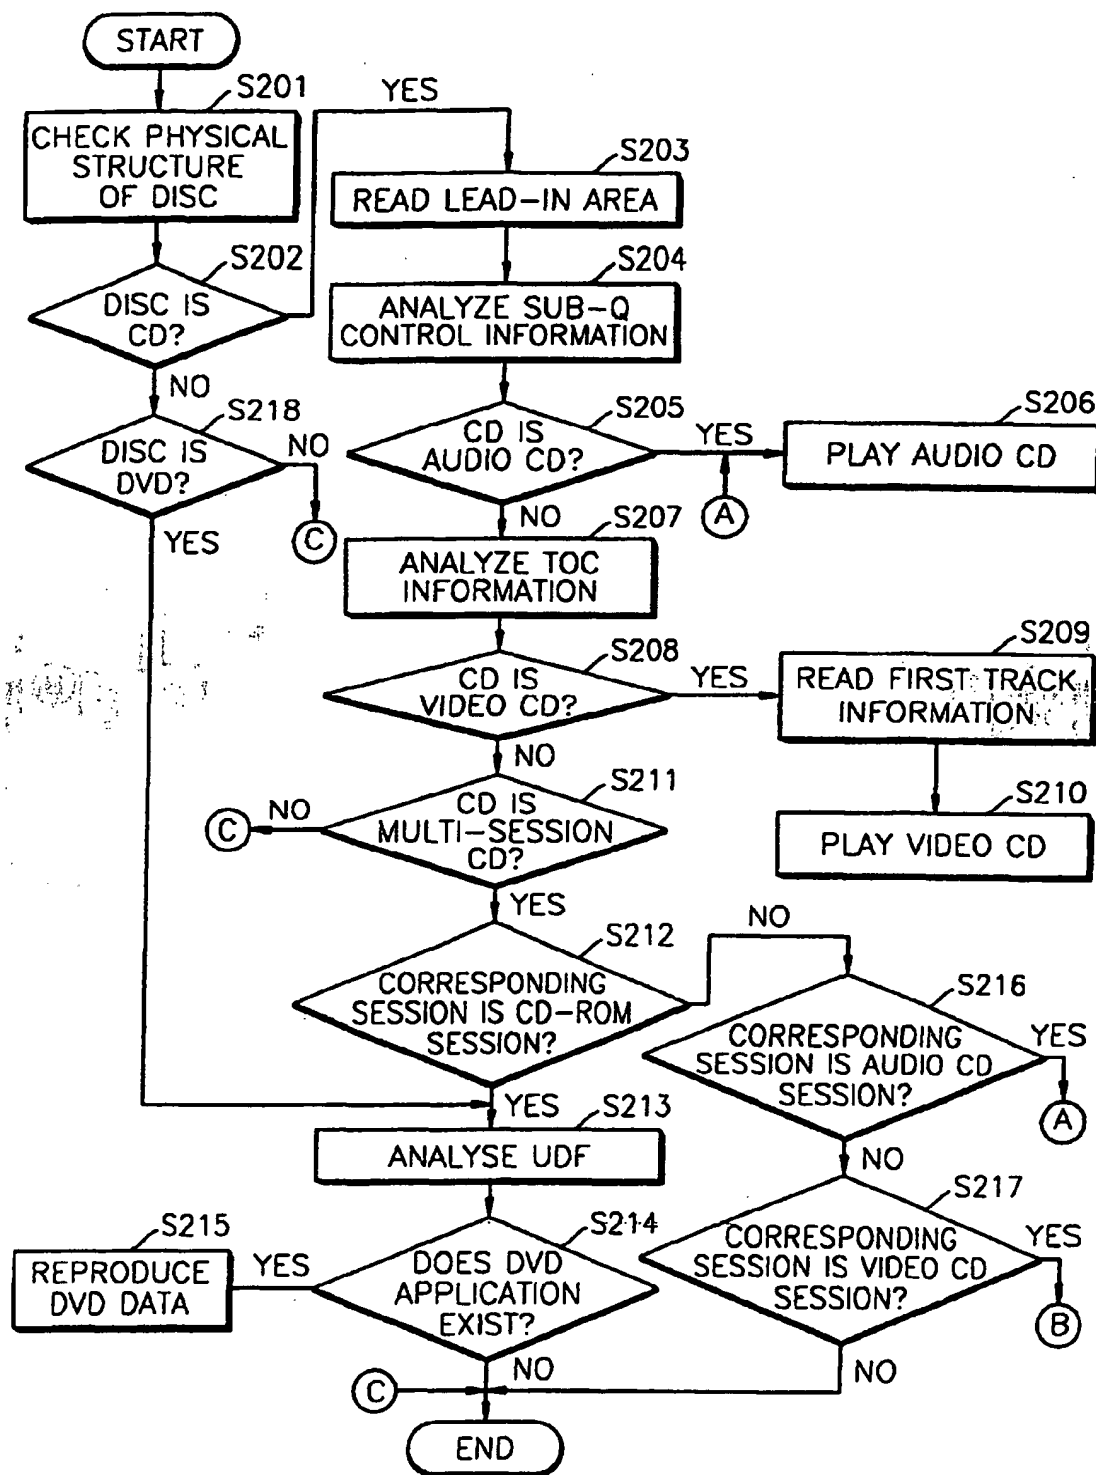 START
S201
CHECK PHYSICAL
STRUCTURE
OF DISC
S202
DISC IS
CD?
YES
NO
S203
READ LEAD-IN AREA
S204
ANALYZE SUB-Q
CONTROL INFORMATION
S205
CD IS
AUDIO CD?
YES
S206
PLAY AUDIO CD
A
NO
S218
DISC IS
DVD?
NO
C
YES
S207
ANALYZE TOC
INFORMATION
S208
CD IS
VIDEO CD?
YES
S209
READ FIRST TRACK
INFORMATION
S210
PLAY VIDEO CD
NO
S211
CD IS
MULTI-SESSION
CD?
NO
C
YES
S212
CORRESPONDING
SESSION IS CD-ROM
SESSION?
NO
YES
S216
CORRESPONDING
SESSION IS AUDIO CD
SESSION?
YES
A
NO
S213
ANALYSE UDF
S217
CORRESPONDING
SESSION IS VIDEO CD
SESSION?
YES
B
NO
S214
DOES DVD
APPLICATION
EXIST?
YES
S215
REPRODUCE
DVD DATA
NO
C
END